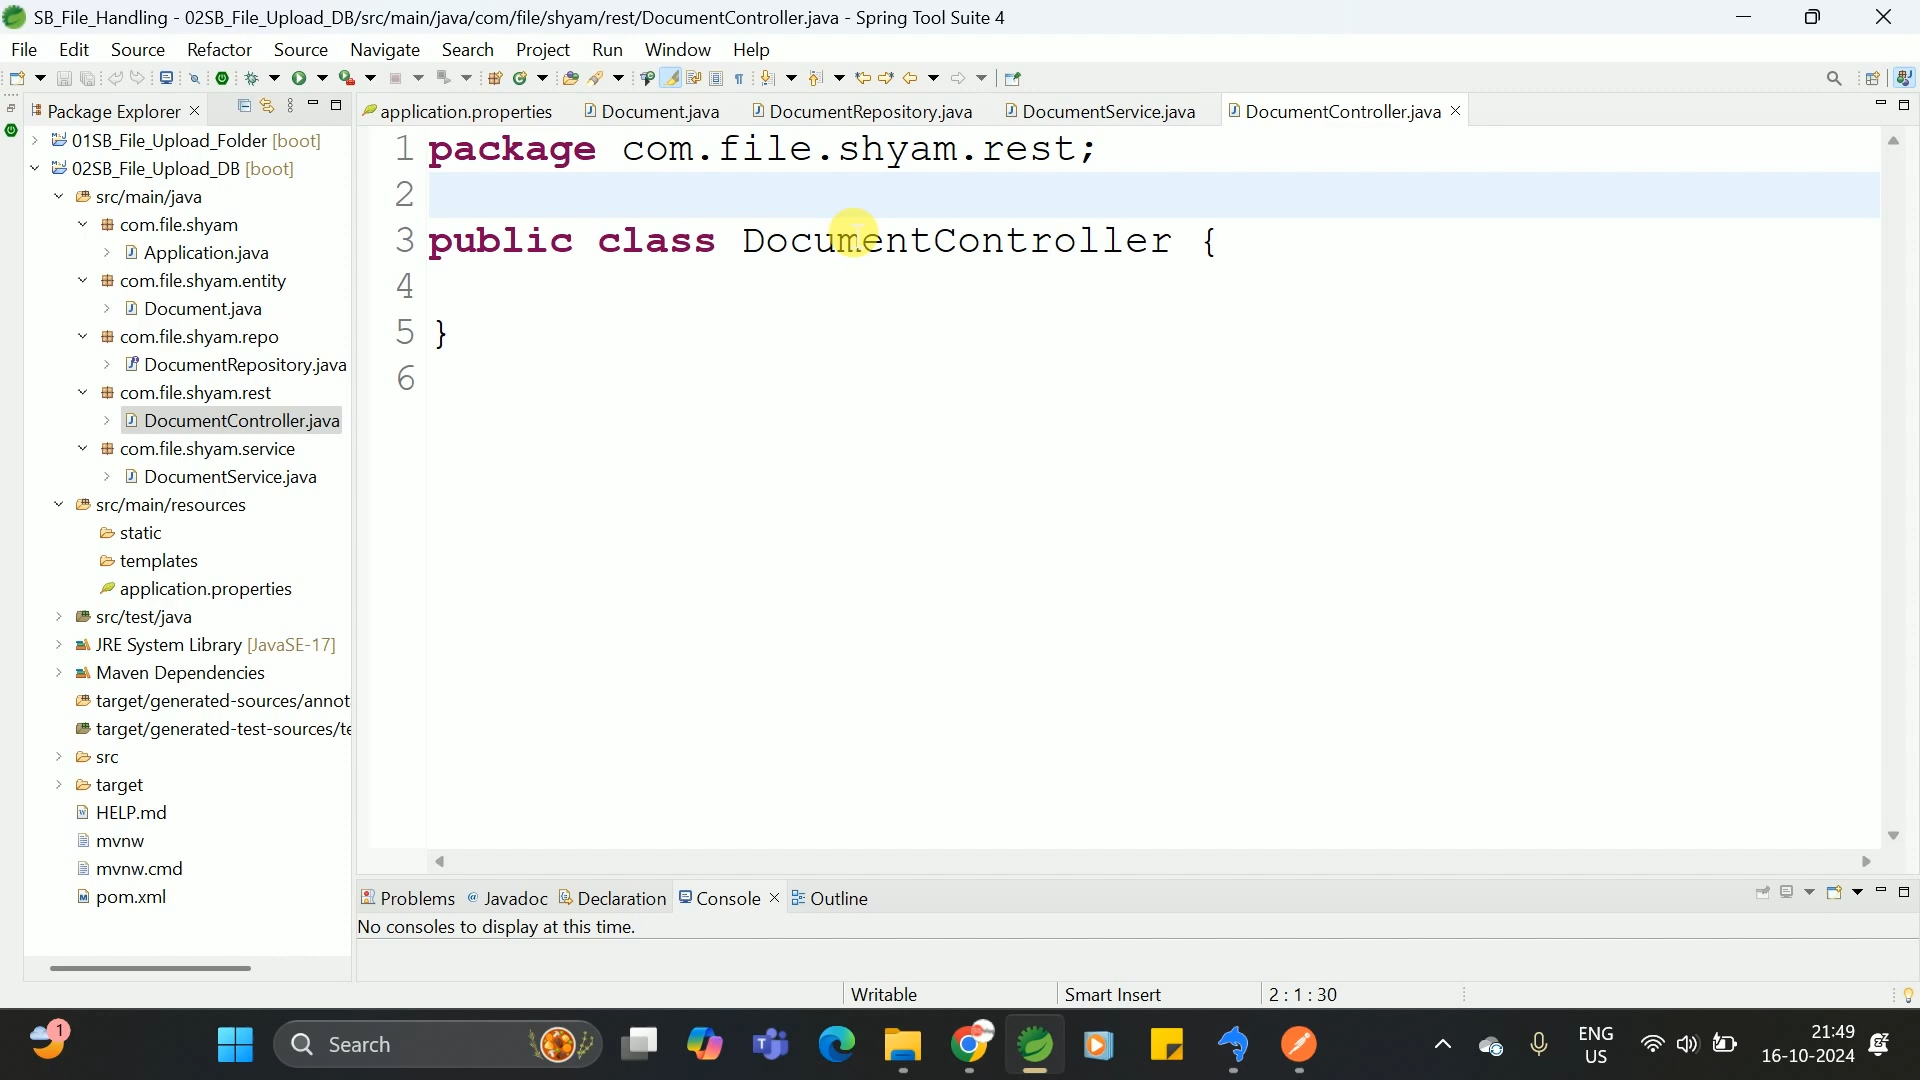 SB_File_Handling - 02SB_File_Upload_DB/src/main/java/com/file/shyam/rest/DocumentController.java - Spring Tool Suite 4
File Edit Source Refactor Source Navigate Search Project Run Window Help
Package Explorer
application.properties Document.java DocumentRepository.java DocumentService.java DocumentController.java
01SB_File_Upload_Folder [boot]
02SB_File_Upload_DB [boot]
src/main/java
com.file.shyam
Application.java
com.file.shyam.entity
Document.java
com.file.shyam.repo
DocumentRepository.java
com.file.shyam.rest
DocumentController.java
com.file.shyam.service
DocumentService.java
src/main/resources
static
templates
application.properties
src/test/java
JRE System Library [JavaSE-17]
Maven Dependencies
target/generated-sources/annot
target/generated-test-sources/te
src
target
HELP.md
mvnw
mvnw.cmd
pom.xml
1 package com.file.shyam.rest;
2
3 public class DocumentController {
4
5 }
6
Problems Javadoc Declaration Console Outline
No consoles to display at this time.
Writable Smart Insert 2 : 1 : 30
1
Search
ENG
US
21:49
16-10-2024